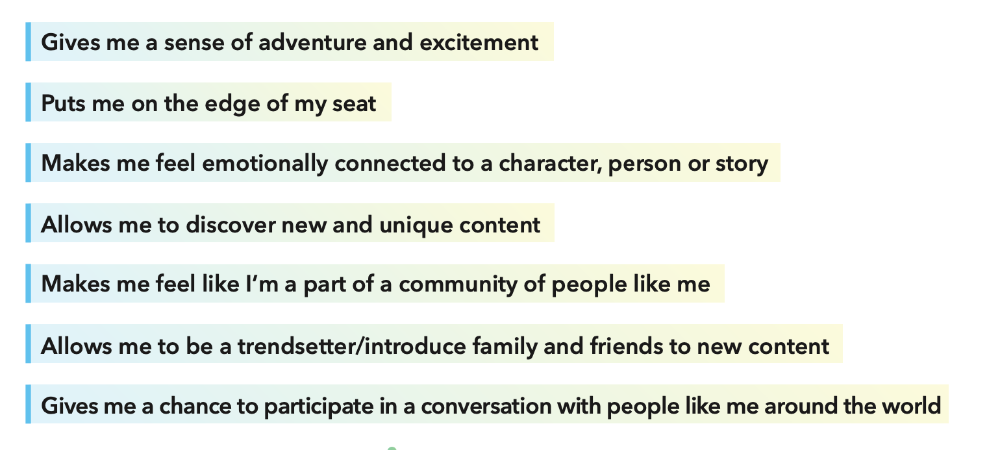 Gives me a sense of adventure and excitement
Puts me on the edge of my seat
Makes me feel emotionally connected to a character, person or story
Allows me to discover new and unique content
Makes me feel like I’m a part of a community of people like me
Allows me to be a trendsetter/introduce family and friends to new content
Gives me a chance to participate in a conversation with people like me around the world